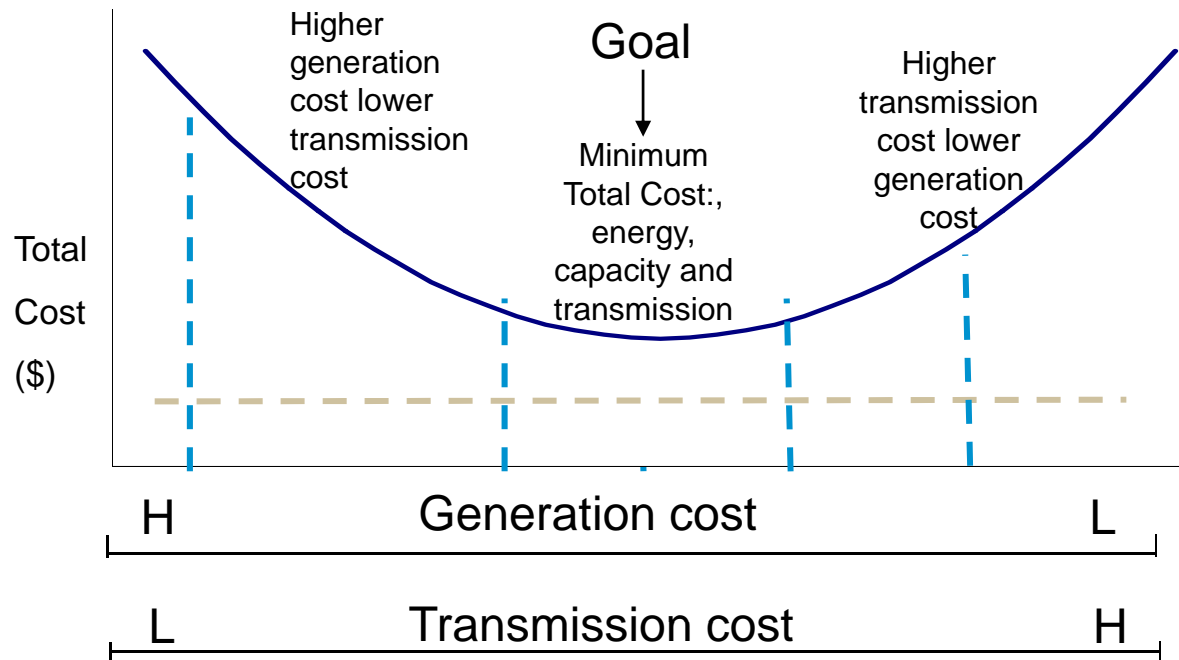 Higher
generation
cost lower
transmission
cost
Goal
Minimum
Total Cost:,
energy,
capacity and
transmission
Higher
transmission
cost lower
generation
cost
Total
Cost
($)
H
Generation cost
L
L
Transmission cost
H